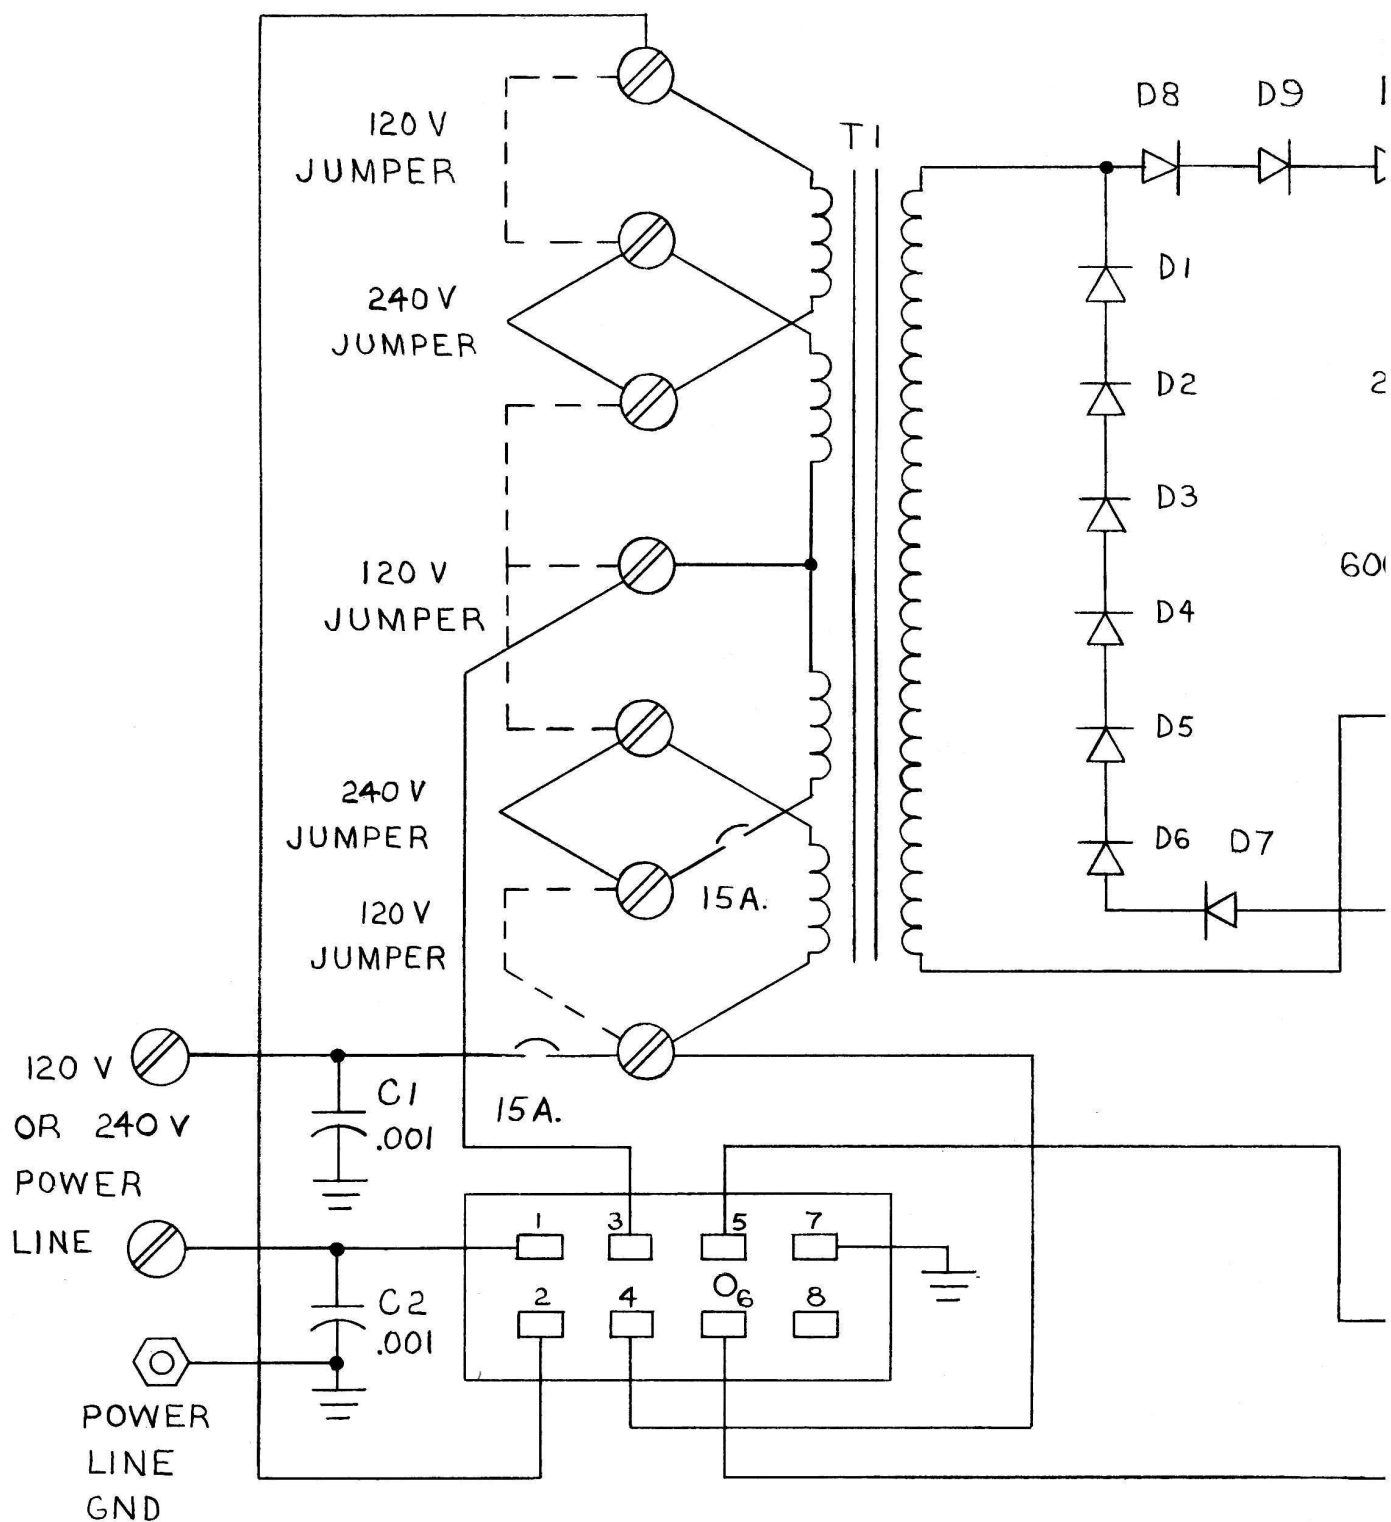 120 V
JUMPER
240 V
JUMPER
120 V
JUMPER
240 V
JUMPER
120 V
JUMPER
T1
D8
D9
D1
D2
D3
D4
D5
D6
D7
2
15A.
15A.
120 V
OR 240 V
POWER
LINE
C1
.001
C2
.001
POWER
LINE
GND
1
3
5
7
2
4
6
8